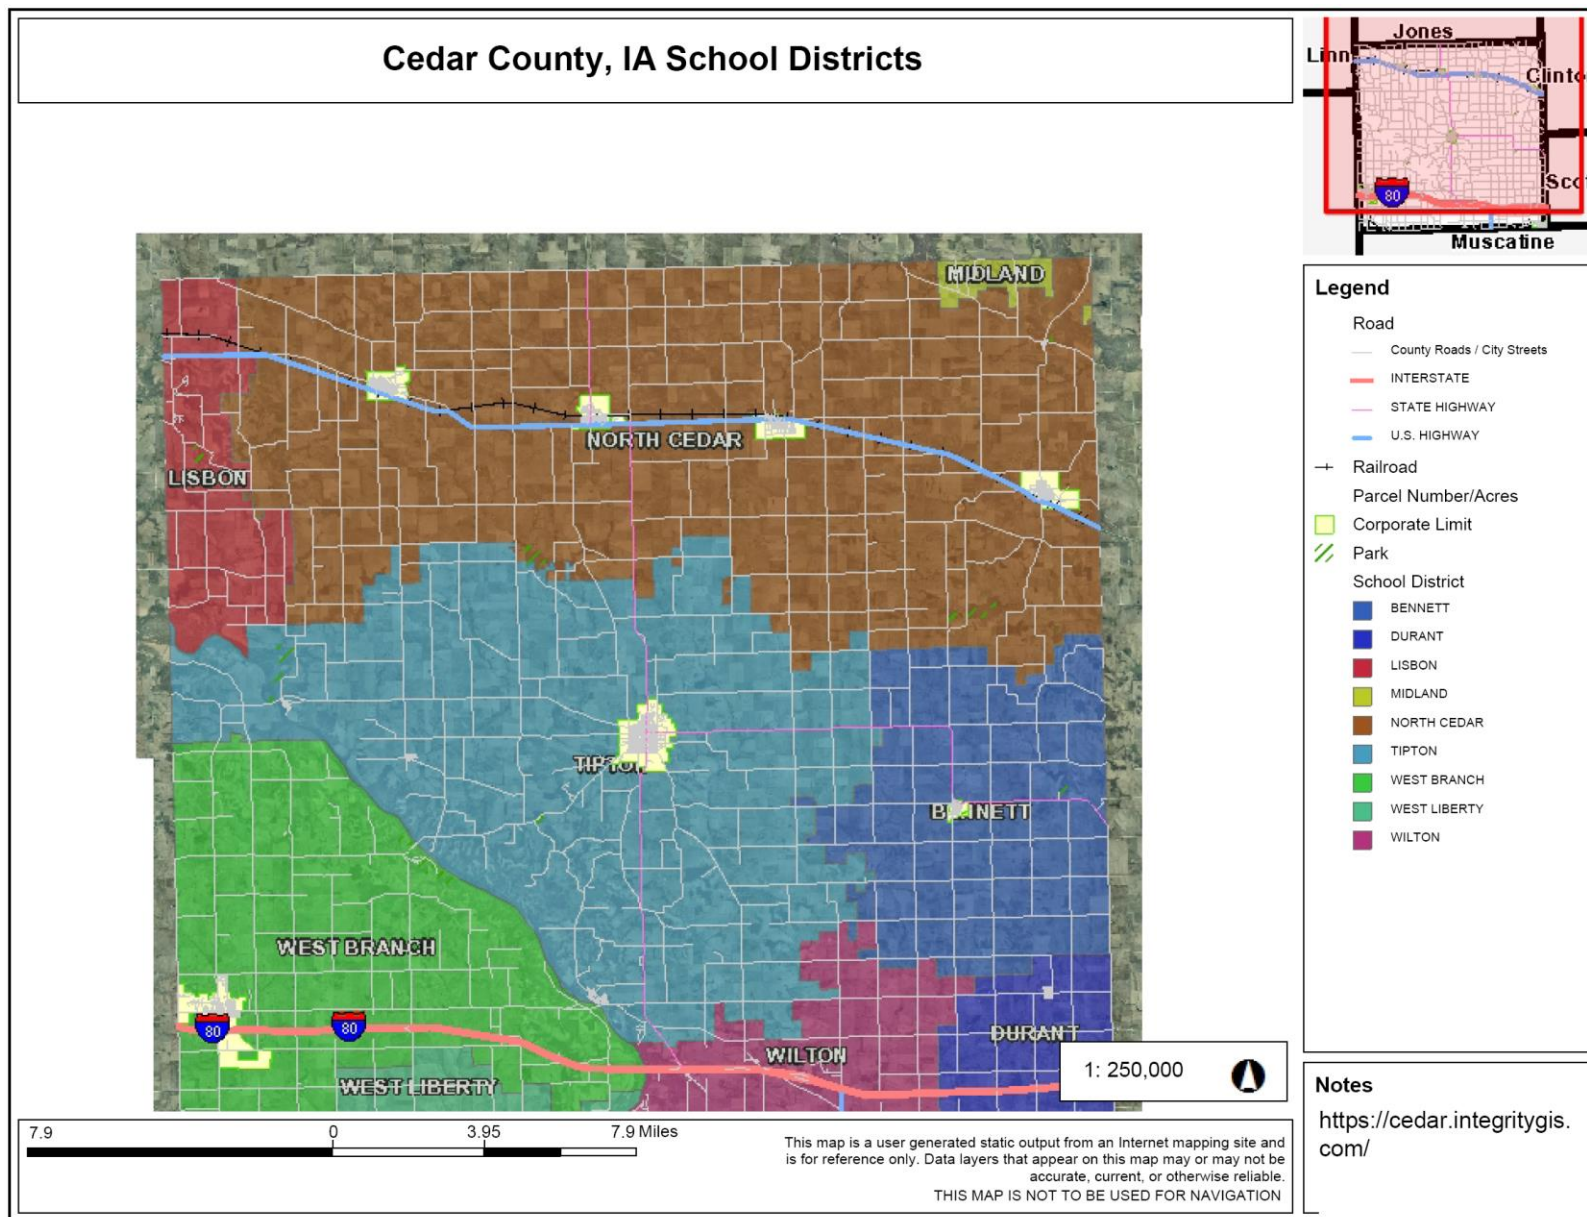 Cedar County, IA School Districts
Jones
Linn
Clinto
80
Scot
Muscatine
MIDLAND
NORTH CEDAR
LISBON
TIPTON
BENNETT
WEST BRANCH
80
80
DURANT
WILTON
WEST LIBERTY
1: 250,000
Legend
Road
County Roads / City Streets
INTERSTATE
STATE HIGHWAY
U.S. HIGHWAY
Railroad
Parcel Number/Acres
Corporate Limit
Park
School District
BENNETT
DURANT
LISBON
MIDLAND
NORTH CEDAR
TIPTON
WEST BRANCH
WEST LIBERTY
WILTON
Notes
https://cedar.integritygis.
com/
7.9 0 3.95 7.9 Miles
This map is a user generated static output from an Internet mapping site and
is for reference only. Data layers that appear on this map may or may not be
accurate, current, or otherwise reliable.
THIS MAP IS NOT TO BE USED FOR NAVIGATION